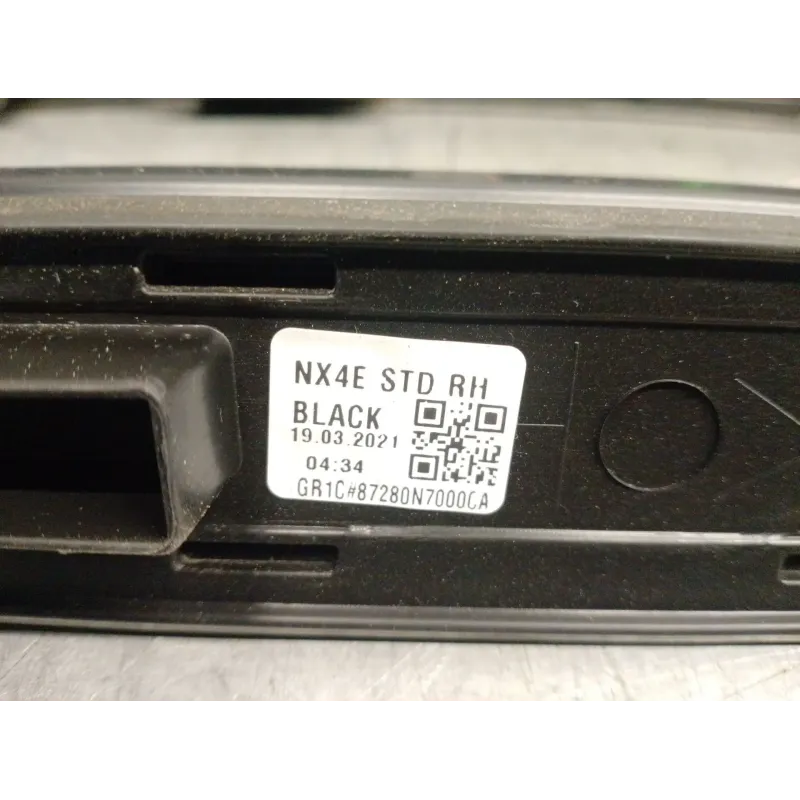 NX4E STD RH
BLACK
19.03.2021
04:34
GR1C#87280N7000CA